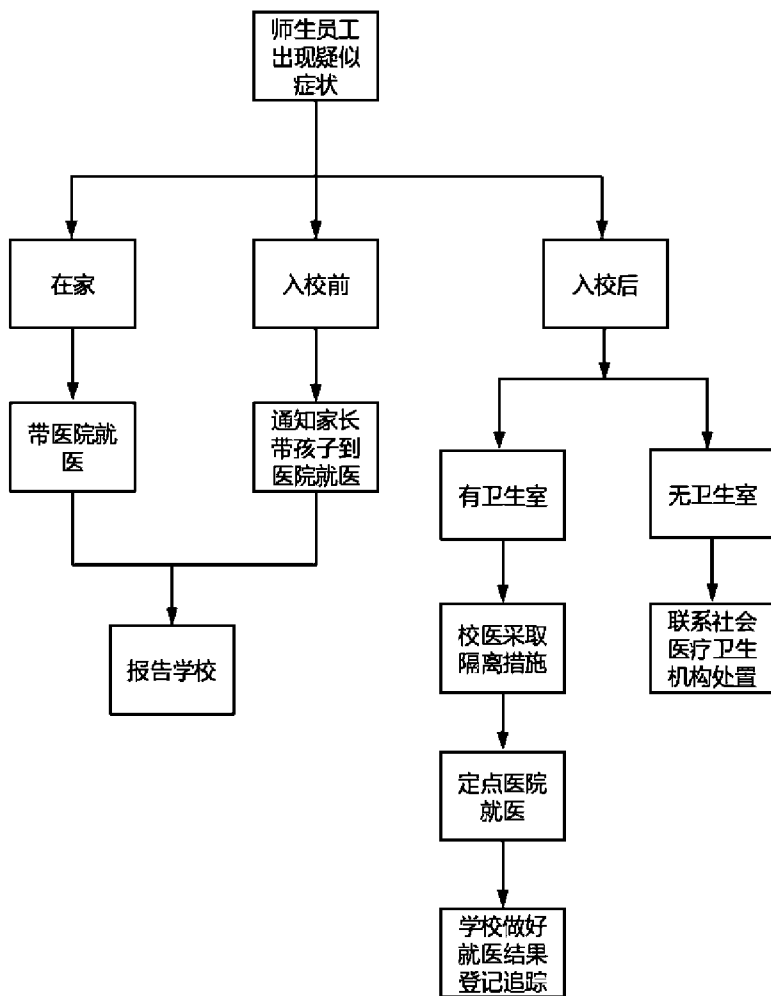 师生员工
出现疑似
症状
在家
入校前
入校后
带医院就
医
通知家长
带孩子到
医院就医
有卫生室
无卫生室
报告学校
校医采取
隔离措施
联系社会
医疗卫生
机构处置
定点医院
就医
学校做好
就医结果
登记追踪